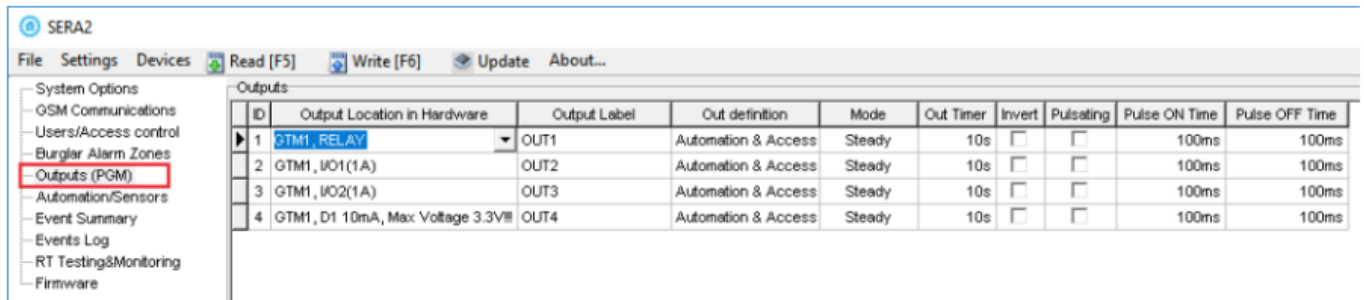 SERA2
File Settings Devices Read [F5] Write [F6] Update About...
System Options
GSM Communications
Users/Access control
Burglar Alarm Zones
Outputs (PGM)
Automation/Sensors
Event Summary
Events Log
RT Testing&Monitoring
Firmware
Outputs
ID Output Location in Hardware Output Label Out definition Mode Out Timer Invert Pulsating Pulse ON Time Pulse OFF Time
1 GTM1, RELAY OUT1 Automation & Access Steady 10s 100ms 100ms
2 GTM1, I/O1(1A) OUT2 Automation & Access Steady 10s 100ms 100ms
3 GTM1, I/O2(1A) OUT3 Automation & Access Steady 10s 100ms 100ms
4 GTM1, D1 10mA, Max Voltage 3.3V!!! OUT4 Automation & Access Steady 10s 100ms 100ms